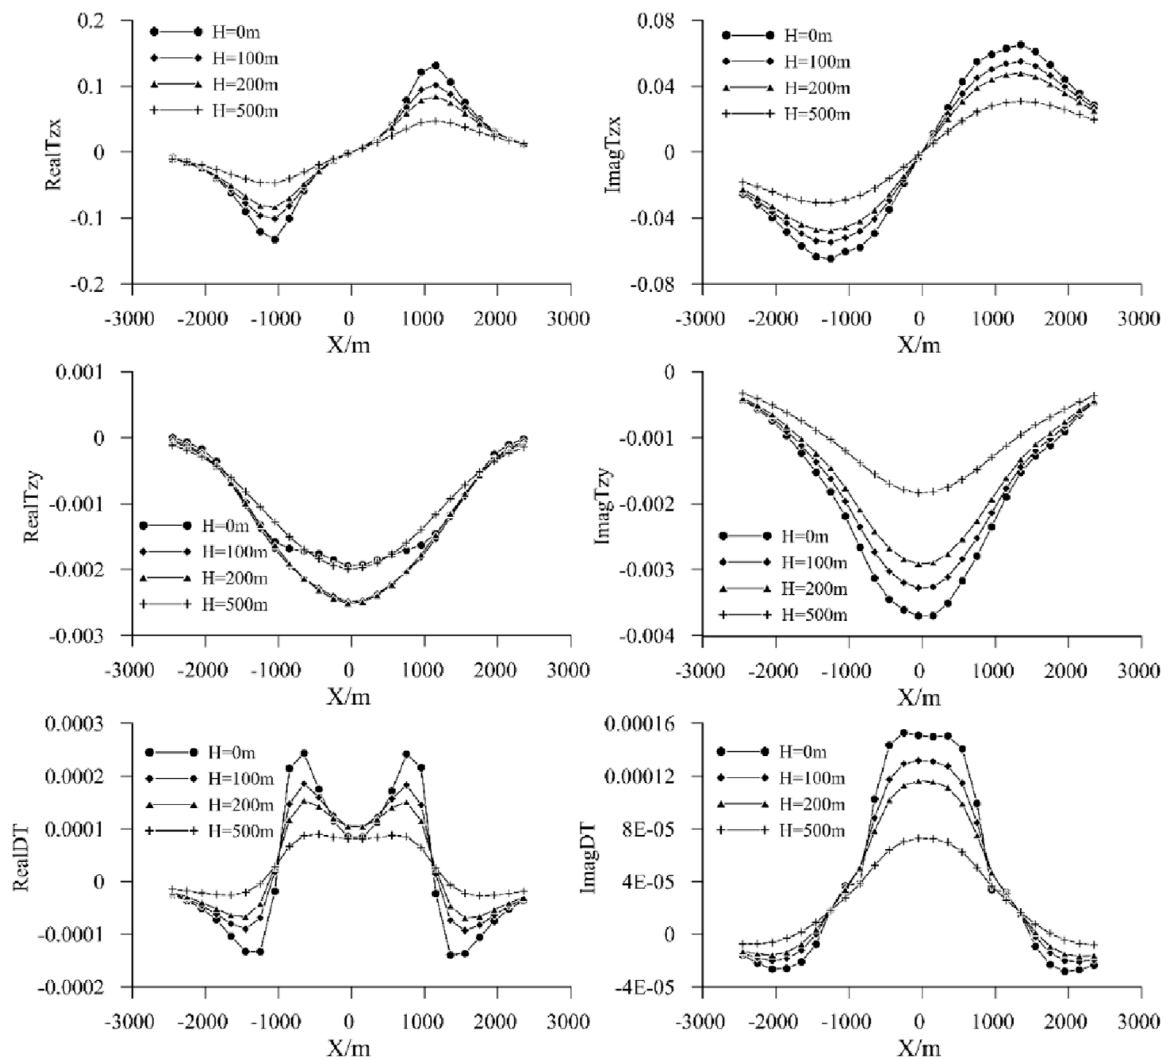 0.2
H=0m
H=100m
H=200m
H=500m
0.1
0
-0.1
-0.2
RealTzx
-3000 -2000 -1000 0 1000 2000 3000
X/m
0.08
H=0m
H=100m
H=200m
H=500m
0.04
0
-0.04
-0.08
ImagTzx
-3000 -2000 -1000 0 1000 2000 3000
X/m
0.001
0
-0.001
-0.002
-0.003
RealTzy
H=0m
H=100m
H=200m
H=500m
-3000 -2000 -1000 0 1000 2000 3000
X/m
0
-0.001
-0.002
-0.003
-0.004
ImagTzy
H=0m
H=100m
H=200m
H=500m
-3000 -2000 -1000 0 1000 2000 3000
X/m
0.0003
0.0002
0.0001
0
-0.0001
-0.0002
RealDT
H=0m
H=100m
H=200m
H=500m
-3000 -2000 -1000 0 1000 2000 3000
X/m
0.00016
0.00012
8E-05
4E-05
0
-4E-05
ImagDT
H=0m
H=100m
H=200m
H=500m
-3000 -2000 -1000 0 1000 2000 3000
X/m